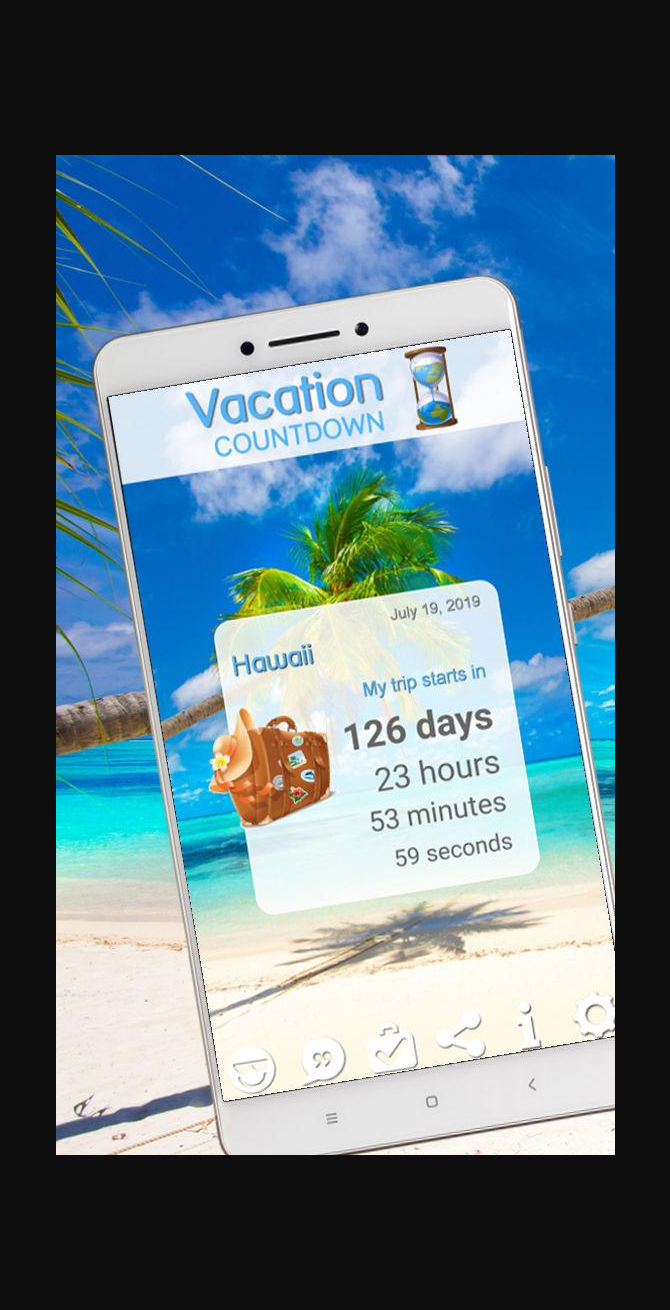 Vacation
COUNTDOWN
July 19, 2019
Hawaii
My trip starts in
126 days
23 hours
53 minutes
59 seconds